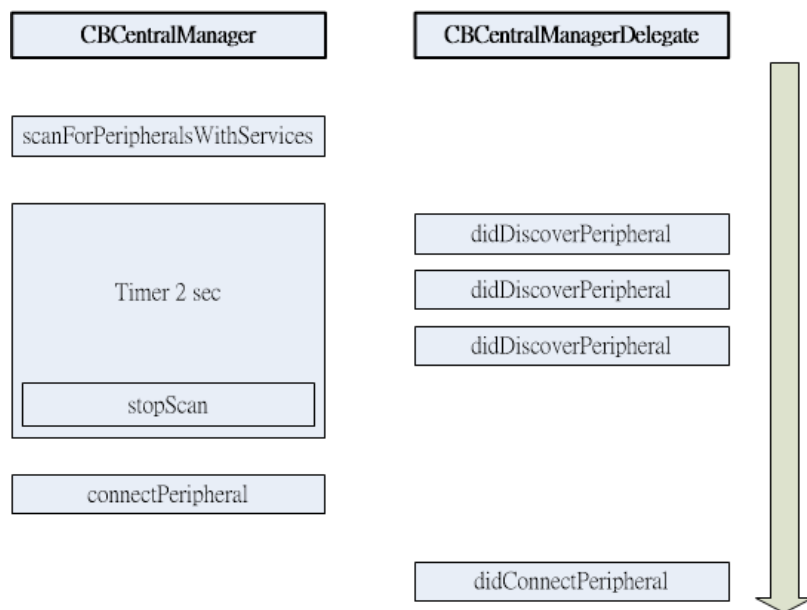 CBCentralManager
CBCentralManagerDelegate
scanForPeripheralsWithServices
Timer 2 sec
didDiscoverPeripheral
didDiscoverPeripheral
didDiscoverPeripheral
stopScan
connectPeripheral
didConnectPeripheral